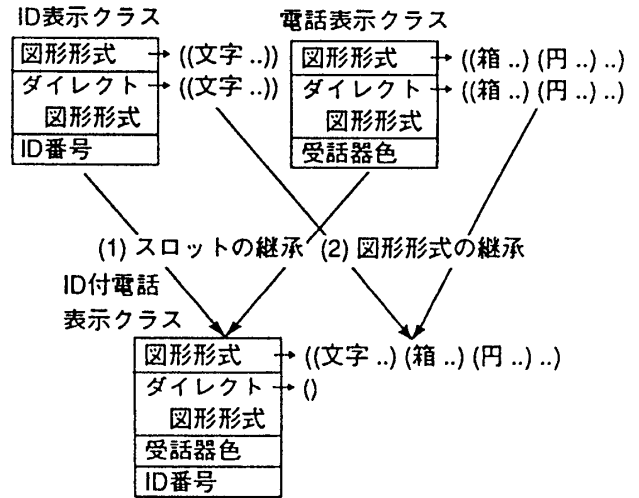 ID表示クラス
図形形式 ((文字 ..))
ダイレクト ((文字 ..))
図形形式
ID番号
電話表示クラス
図形形式 ((箱 ..) (円 ..) ..)
ダイレクト ((箱 ..) (円 ..) ..)
図形形式
受話器色
(1) スロットの継承 (2) 図形形式の継承
ID付電話
表示クラス
図形形式 ((文字 ..) (箱 ..) (円 ..) ..)
ダイレクト ()
図形形式
受話器色
ID番号